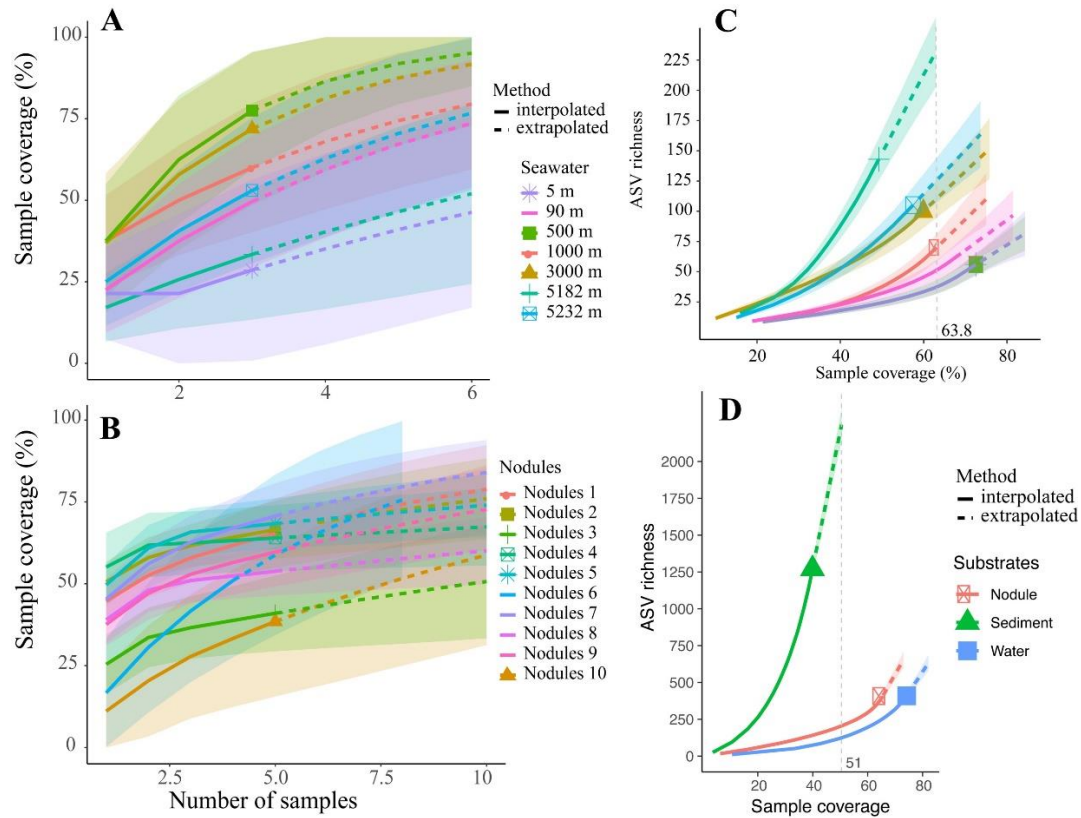 A
Sample coverage (%)
100
75
50
25
0
2
4
6
Method
interpolated
extrapolated
Seawater
5 m
90 m
500 m
1000 m
3000 m
5182 m
5232 m
B
Sample coverage (%)
100
75
50
25
0
2.5
5.0
7.5
10
Number of samples
Nodules
Nodules 1
Nodules 2
Nodules 3
Nodules 4
Nodules 5
Nodules 6
Nodules 7
Nodules 8
Nodules 9
Nodules 10
C
ASV richness
225
200
175
150
125
100
75
50
25
63.8
20
40
60
80
Sample coverage (%)
D
ASV richness
2000
1750
1500
1250
1000
750
500
250
0
51
20
40
60
80
Sample coverage
Method
interpolated
extrapolated
Substrates
Nodule
Sediment
Water